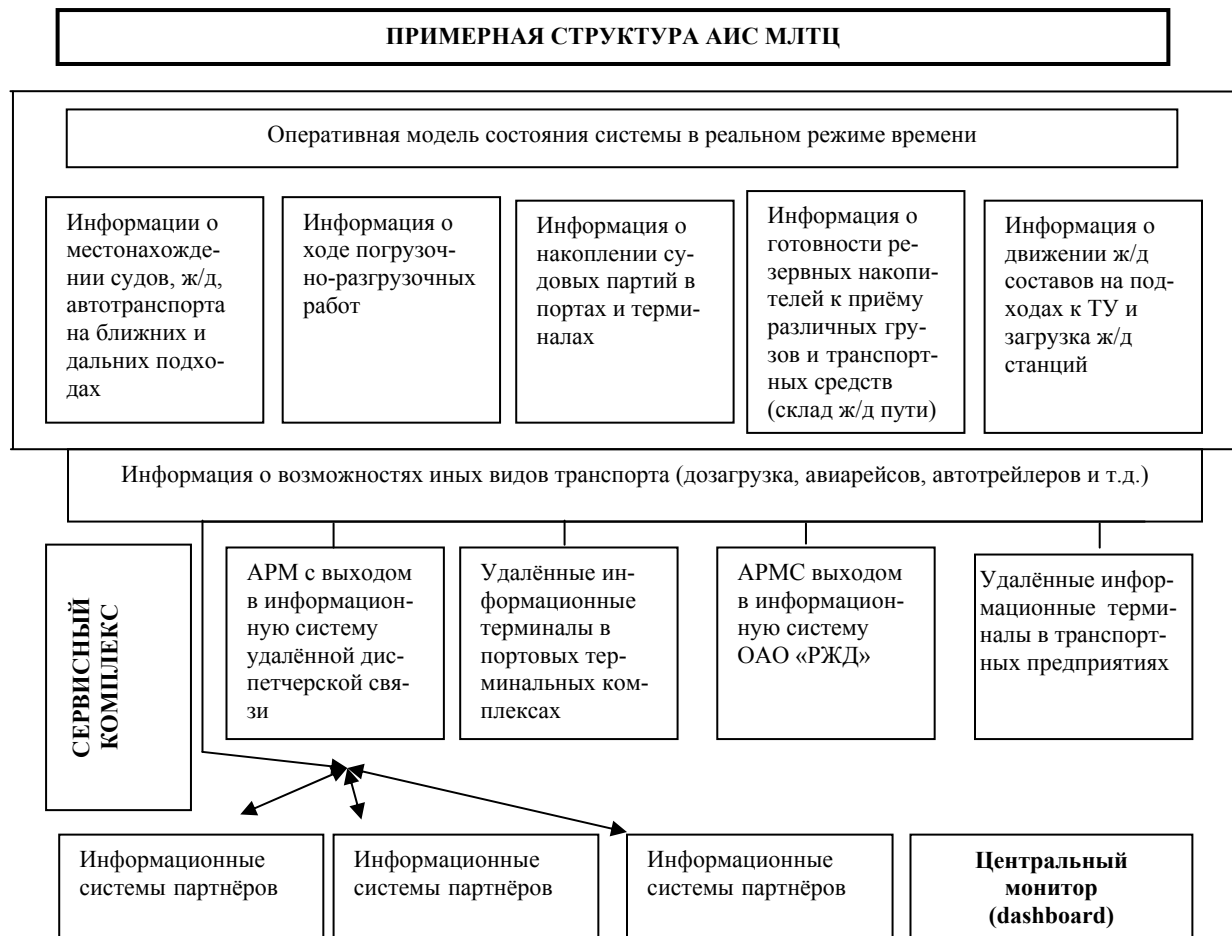 ПРИМЕРНАЯ СТРУКТУРА АИС МЛТЦ
Оперативная модель состояния системы в реальном режиме времени
Информации о
местонахожде-
нии судов, ж/д,
автотранспорта
на ближних и
дальних подхо-
дах
Информация о
ходе погрузоч-
но-разгрузочных
работ
Информация о
накоплении су-
довых партий в
портах и терми-
налах
Информация о
готовности ре-
зервных накопи-
телей к приёму
различных гру-
зов и транспорт-
ных средств
(склад ж/д пути)
Информация о
движении ж/д
составов на под-
ходах к ТУ и
загрузка ж/д
станций
Информация о возможностях иных видов транспорта (дозагрузка, авиарейсов, автотрейлеров и т.д.)
СЕРВИСНЫЙ
КОМПЛЕКС
АРМ с выходом
в информацион-
ную систему
удалённой дис-
петчерской свя-
зи
Удалённые ин-
формационные
терминалы в
портовых тер-
минальных ком-
плексах
АРМС выходом
в информацион-
ную систему
ОАО «РЖД»
Удалённые инфор-
мационные терми-
налы в транспорт-
ных предприятиях
Информационные
системы партнёров
Информационные
системы партнёров
Информационные
системы партнёров
Центральный
монитор
(dashboard)